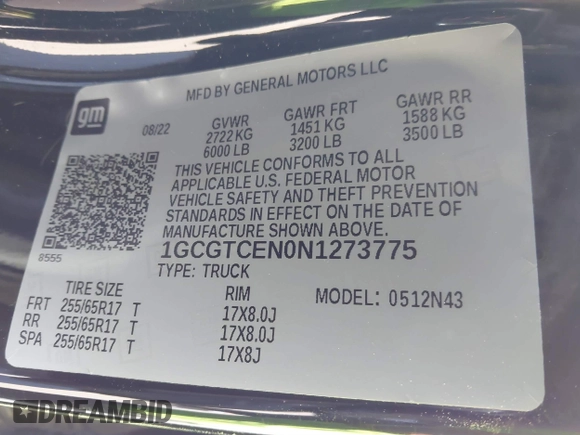 MFD BY GENERAL MOTORS LLC
gm
08/22
GVWR GAWR FRT GAWR RR
2722 KG 1451 KG 1588 KG
6000 LB 3200 LB 3500 LB
THIS VEHICLE CONFORMS TO ALL
APPLICABLE U.S. FEDERAL MOTOR
VEHICLE SAFETY AND THEFT PREVENTION
STANDARDS IN EFFECT ON THE DATE OF
MANUFACTURE SHOWN ABOVE.
8555
1GCGTCEN0N1273775
TYPE: TRUCK
TIRE SIZE RIM MODEL: 0512N43
FRT 255/65R17 T 17X8.0J
RR 255/65R17 T 17X8.0J
SPA 255/65R17 T 17X8J
DREAMBID